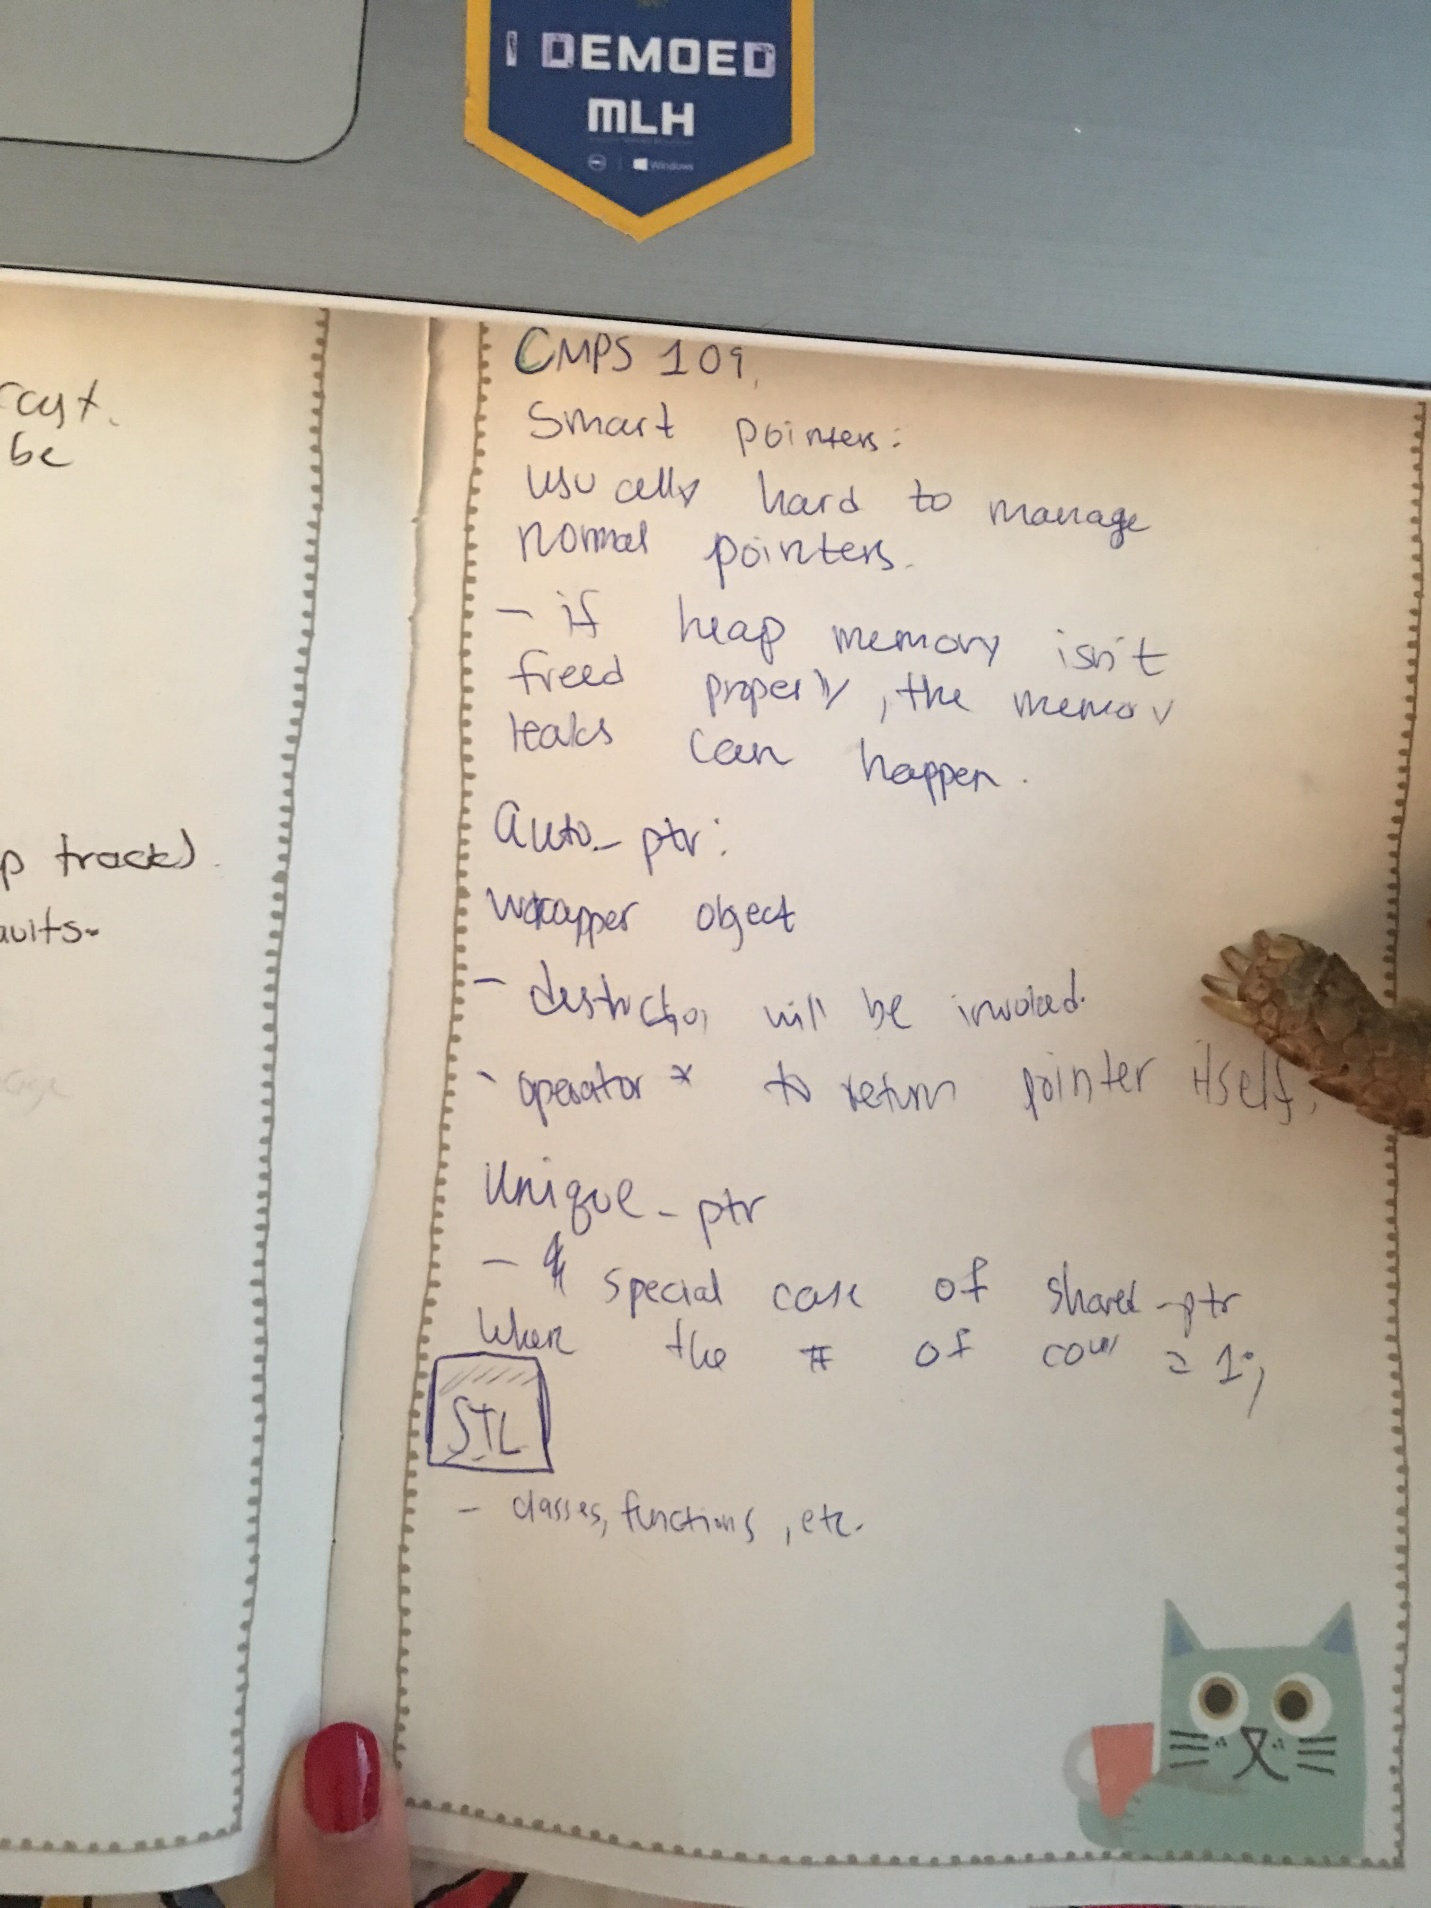 I DEMOED
MLH
Windows
rcyt.
be
p track).
aults.
CMPS 109,
Smart pointers:
usually hard to manage
normal pointers.
- if heap memory isn't
freed properly, the memory
leaks can happen.
auto_ptr:
wrapper object
- destructor will be invoked.
- operator * to return pointer itself.
Unique_ptr
- special case of shared_ptr
when the # of = 1;
STL
- classes, functions, etc.